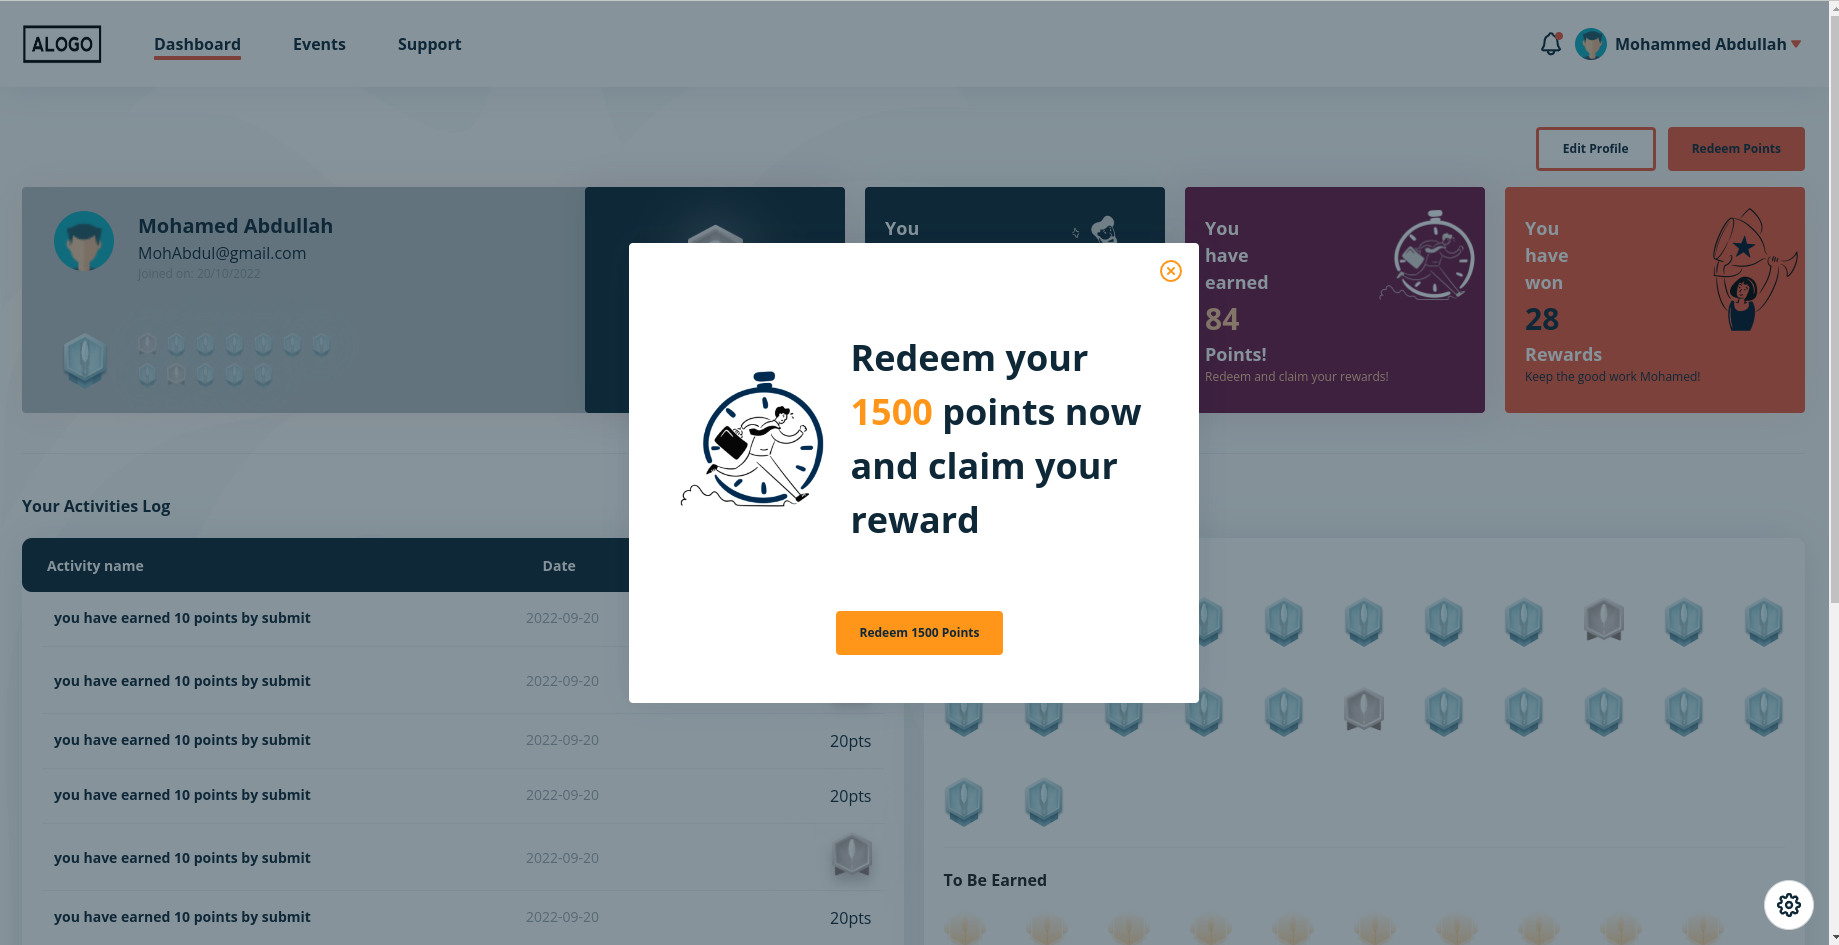 ALOGO
Dashboard
Events
Support
Mohammed Abdullah
Edit Profile
Redeem Points
Mohamed Abdullah
MohAbdul@gmail.com
Joined on: 20/10/2022
You
You
have
earned
84
Points!
Redeem and claim your rewards!
You
have
won
28
Rewards
Keep the good work Mohamed!
Redeem your
1500 points now
and claim your
reward
Redeem 1500 Points
Your Activities Log
Activity name
Date
you have earned 10 points by submit
2022-09-20
you have earned 10 points by submit
2022-09-20
you have earned 10 points by submit
2022-09-20
20pts
you have earned 10 points by submit
2022-09-20
20pts
you have earned 10 points by submit
2022-09-20
you have earned 10 points by submit
2022-09-20
20pts
To Be Earned